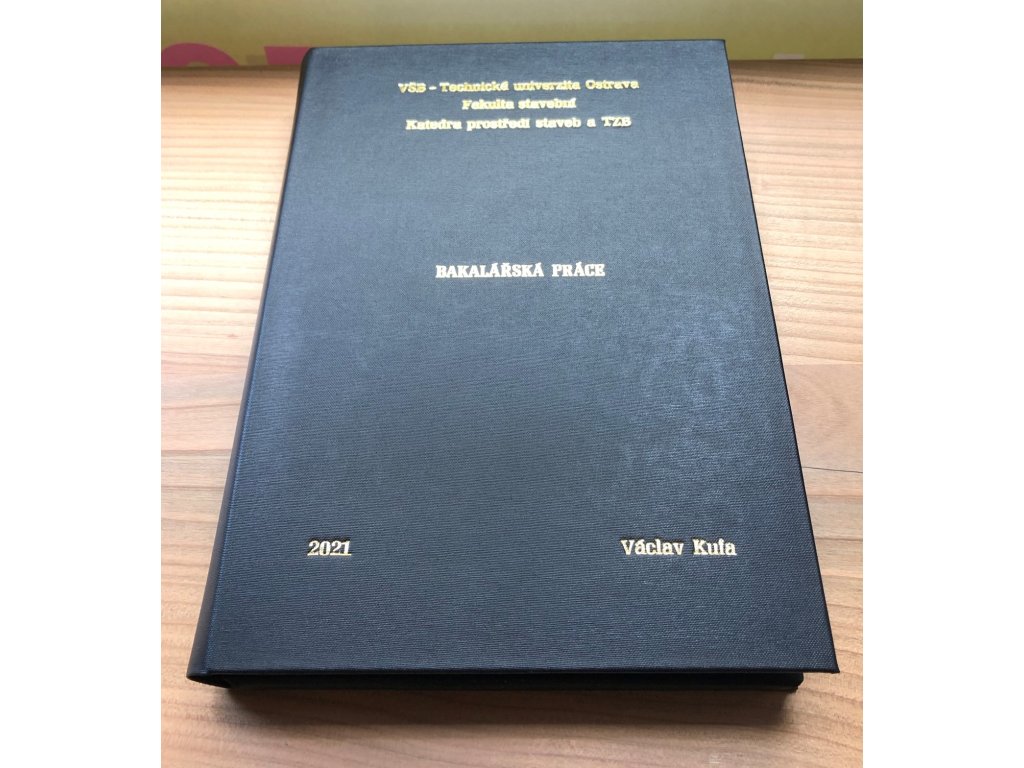 VŠB - Technická univerzita Ostrava
Fakulta stavební
Katedra prostředí staveb a TZB
BAKALÁŘSKÁ PRÁCE
2021 Václav Kufa